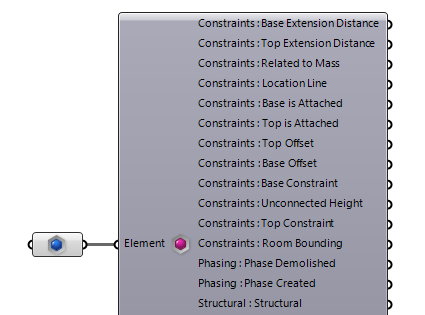 Constraints : Base Extension Distance
Constraints : Top Extension Distance
Constraints : Related to Mass
Constraints : Location Line
Constraints : Base is Attached
Constraints : Top is Attached
Constraints : Top Offset
Constraints : Base Offset
Constraints : Base Constraint
Constraints : Unconnected Height
Constraints : Top Constraint
Element
Constraints : Room Bounding
Phasing : Phase Demolished
Phasing : Phase Created
Structural : Structural